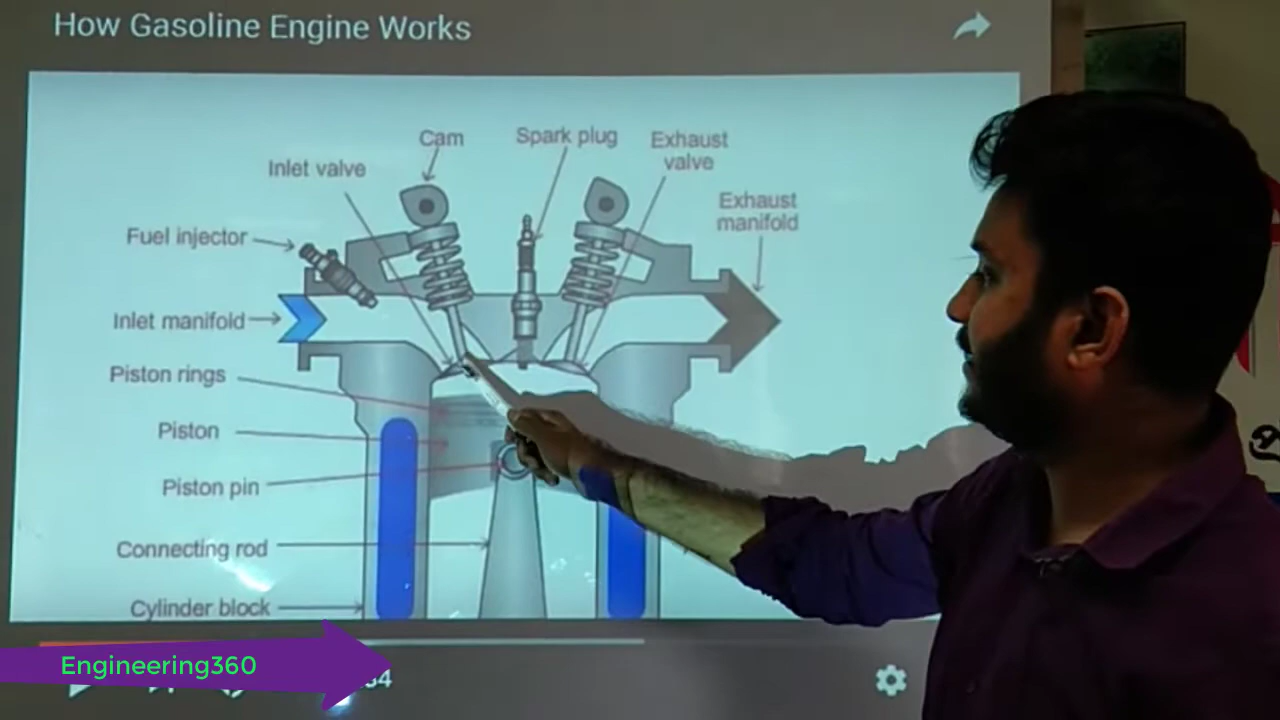 How Gasoline Engine Works
Cam
Spark plug
Exhaust
valve
Inlet valve
Exhaust
manifold
Fuel injector
Inlet manifold
Piston rings
Piston
Piston pin
Connecting rod
Cylinder block
Engineering360